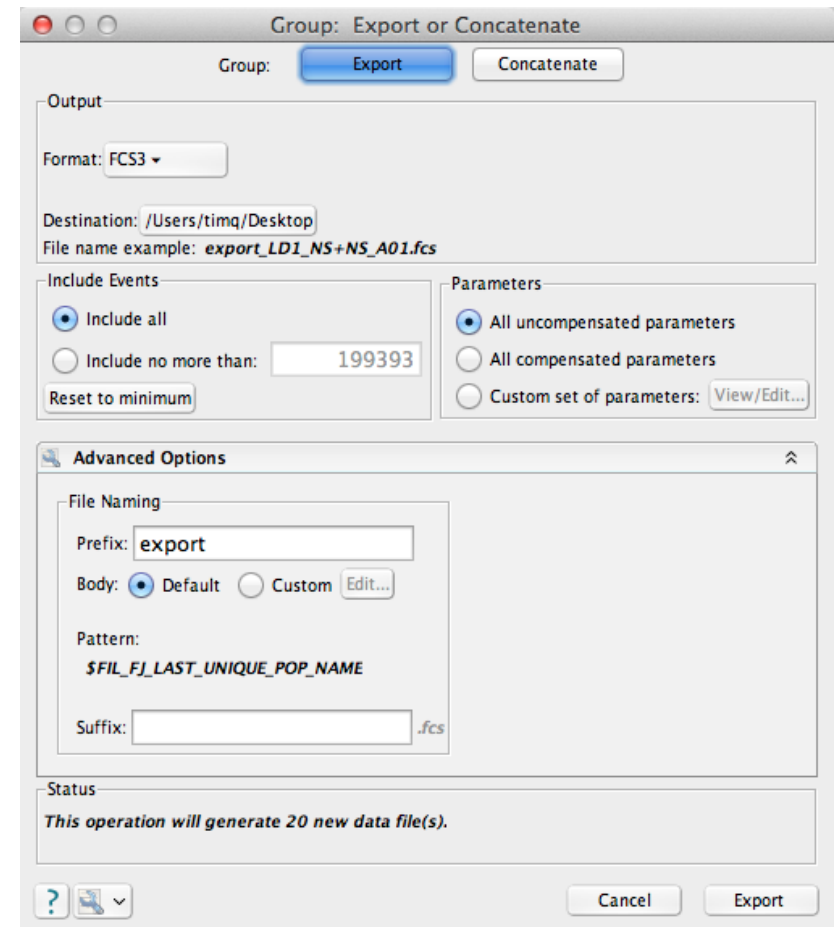 Group: Export or Concatenate
Group: Export Concatenate
Output
Format: FCS3
Destination: /Users/timq/Desktop
File name example: export_LD1_NS+NS_A01.fcs
Include Events
Include all
Include no more than: 199393
Reset to minimum
Parameters
All uncompensated parameters
All compensated parameters
Custom set of parameters: View/Edit...
Advanced Options
File Naming
Prefix: export
Body: Default Custom Edit...
Pattern:
$FIL_FJ_LAST_UNIQUE_POP_NAME
Suffix: .fcs
Status
This operation will generate 20 new data file(s).
? Cancel Export